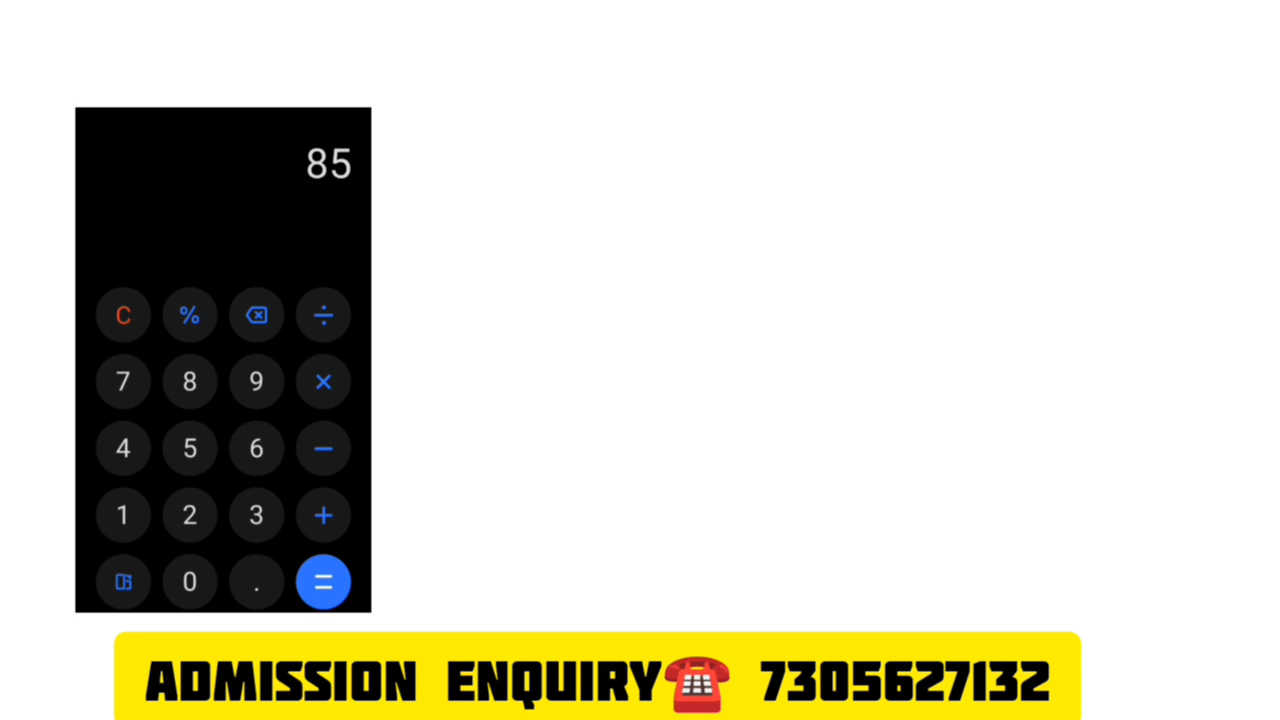 85
C % ÷
7 8 9 ×
4 5 6 −
1 2 3 +
0 . =
ADMISSION ENQUIRY☎️ 7305627132